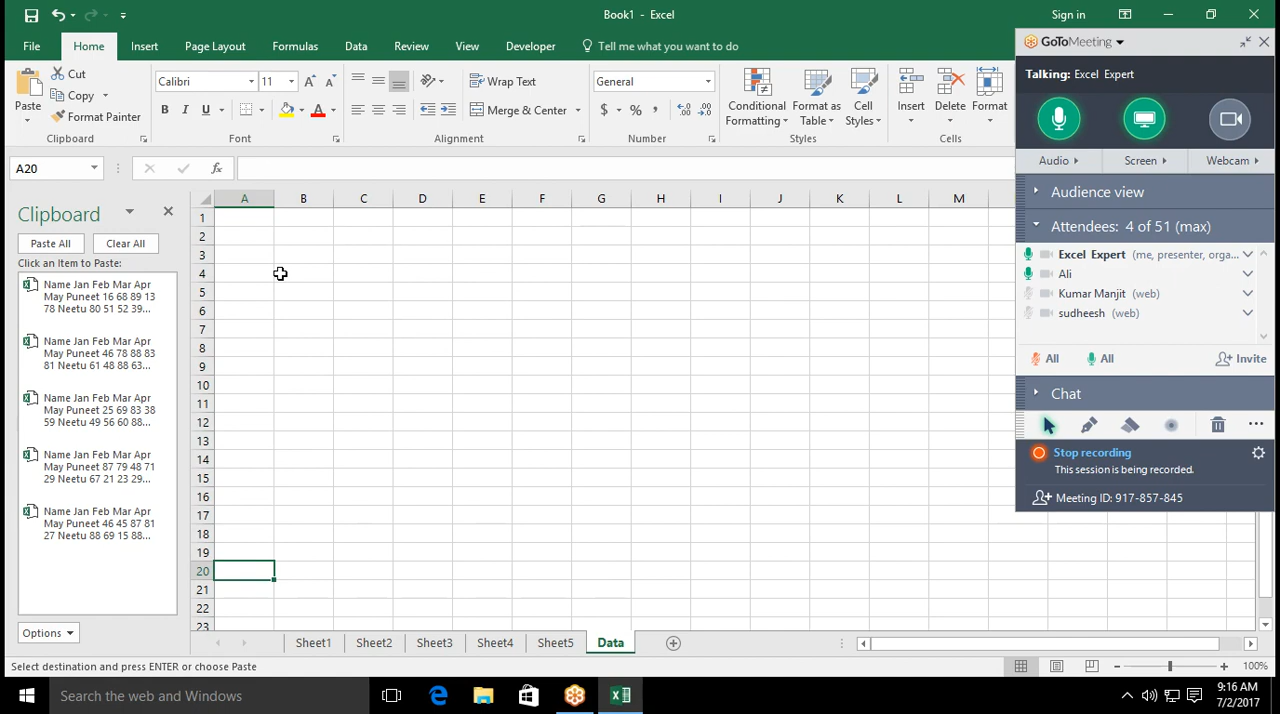 Book1 - Excel
Sign in
File Home Insert Page Layout Formulas Data Review View Developer Tell me what you want to do
Paste
Cut
Copy
Format Painter
Clipboard
Calibri 11
B I U
A A
A
Font
Wrap Text
Merge & Center
Alignment
General
$ % ,
.0 .00
.00 .0
Number
Conditional Formatting
Format as Table
Cell Styles
Styles
Insert
Delete
Format
Cells
A20
fx
Clipboard
Paste All
Clear All
Click an Item to Paste:
Name Jan Feb Mar Apr
May Puneet 16 68 89 13
78 Neetu 80 51 52 39...
Name Jan Feb Mar Apr
May Puneet 46 78 88 83
81 Neetu 61 48 88 63...
Name Jan Feb Mar Apr
May Puneet 25 69 83 38
59 Neetu 49 56 60 88...
Name Jan Feb Mar Apr
May Puneet 87 79 48 71
29 Neetu 67 21 23 29...
Name Jan Feb Mar Apr
May Puneet 46 45 87 81
27 Neetu 88 69 15 88...
Options
A B C D E F G H I J K L M
1
2
3
4
5
6
7
8
9
10
11
12
13
14
15
16
17
18
19
20
21
22
23
GoToMeeting
Talking: Excel Expert
Audio
Screen
Webcam
Audience view
Attendees: 4 of 51 (max)
Excel Expert (me, presenter, orga...
Ali
Kumar Manjit (web)
sudheesh (web)
All
All
Invite
Chat
Stop recording
This session is being recorded.
Meeting ID: 917-857-845
Sheet1 Sheet2 Sheet3 Sheet4 Sheet5 Data
Select destination and press ENTER or choose Paste
100%
Search the web and Windows
9:16 AM
7/2/2017